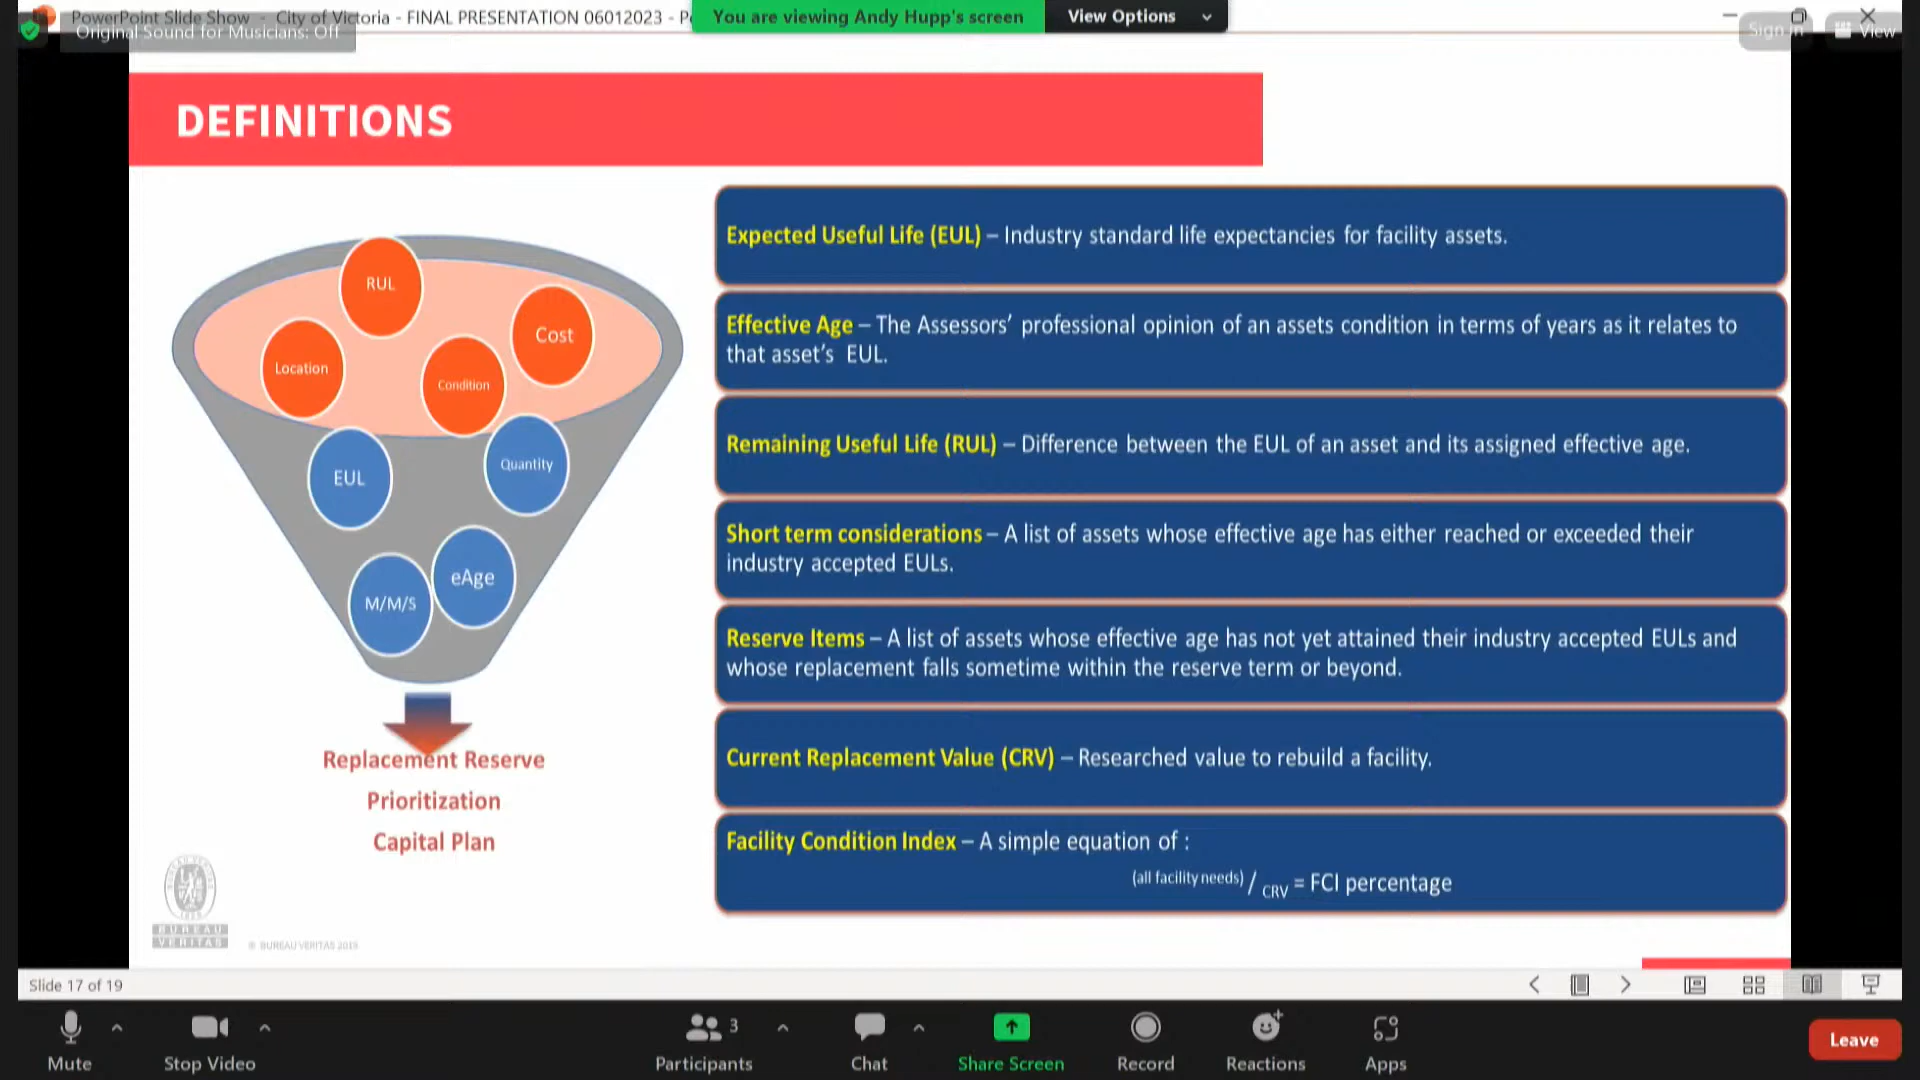 PowerPoint Slide Show - City of Victoria - FINAL PRESENTATION 06012023 - P
You are viewing Andy Hupp's screen
View Options
Original Sound for Musicians: Off
Sign in
View
DEFINITIONS
RUL
Cost
Location
Condition
EUL
Quantity
eAge
M/M/S
Replacement Reserve
Prioritization
Capital Plan
BUREAU
VERITAS
© BUREAU VERITAS 2019
Expected Useful Life (EUL) – Industry standard life expectancies for facility assets.
Effective Age – The Assessors’ professional opinion of an assets condition in terms of years as it relates to
that asset’s EUL.
Remaining Useful Life (RUL) – Difference between the EUL of an asset and its assigned effective age.
Short term considerations – A list of assets whose effective age has either reached or exceeded their
industry accepted EULs.
Reserve Items – A list of assets whose effective age has not yet attained their industry accepted EULs and
whose replacement falls sometime within the reserve term or beyond.
Current Replacement Value (CRV) – Researched value to rebuild a facility.
Facility Condition Index – A simple equation of :
(all facility needs) / CRV = FCI percentage
Slide 17 of 19
Mute
Stop Video
3
Participants
Chat
Share Screen
Record
Reactions
Apps
Leave